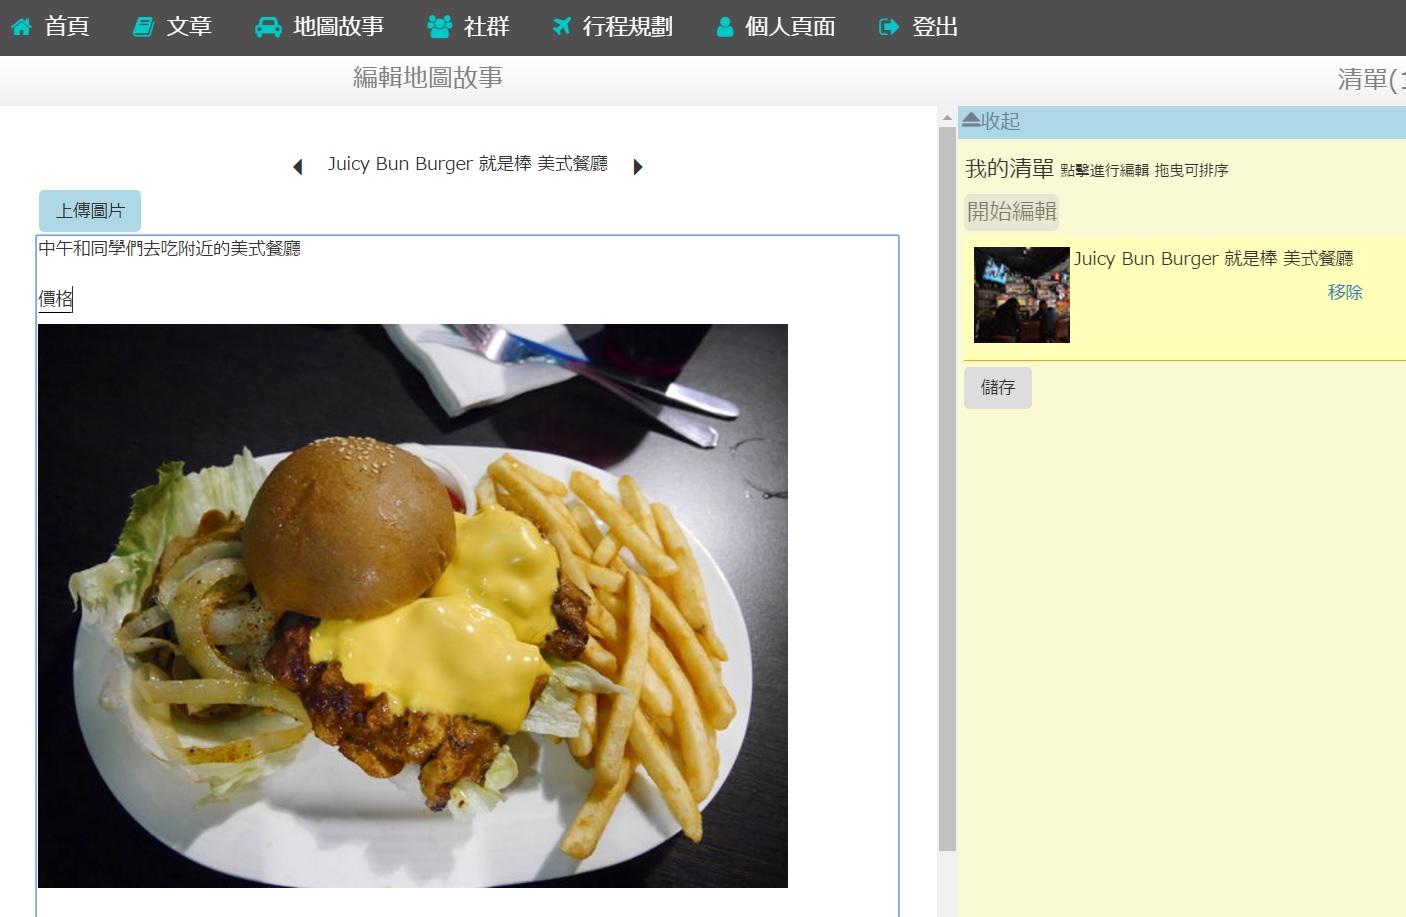 首頁 文章 地圖故事 社群 行程規劃 個人頁面 登出
編輯地圖故事
清單(1
收起
Juicy Bun Burger 就是棒 美式餐廳
我的清單 點擊進行編輯 拖曳可排序
上傳圖片
開始編輯
中午和同學們去吃附近的美式餐廳
價格
Juicy Bun Burger 就是棒 美式餐廳
移除
儲存